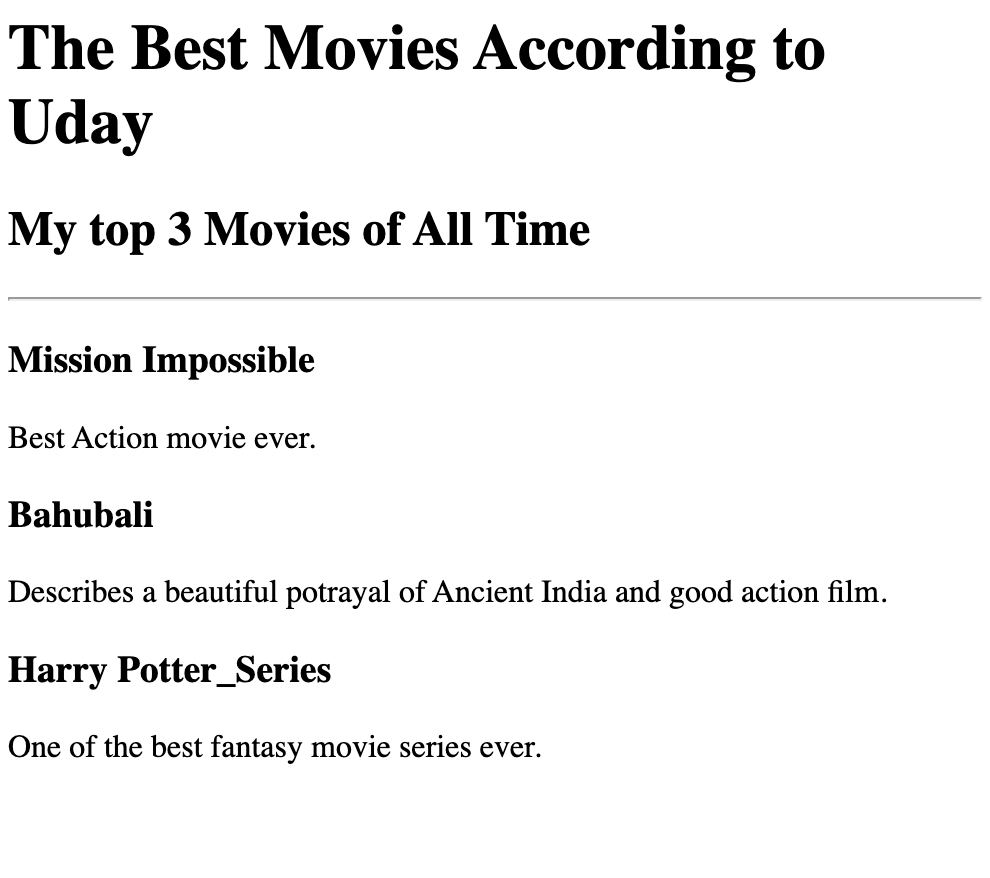 The Best Movies According to
Uday
My top 3 Movies of All Time
Mission Impossible
Best Action movie ever.
Bahubali
Describes a beautiful potrayal of Ancient India and good action film.
Harry Potter_Series
One of the best fantasy movie series ever.